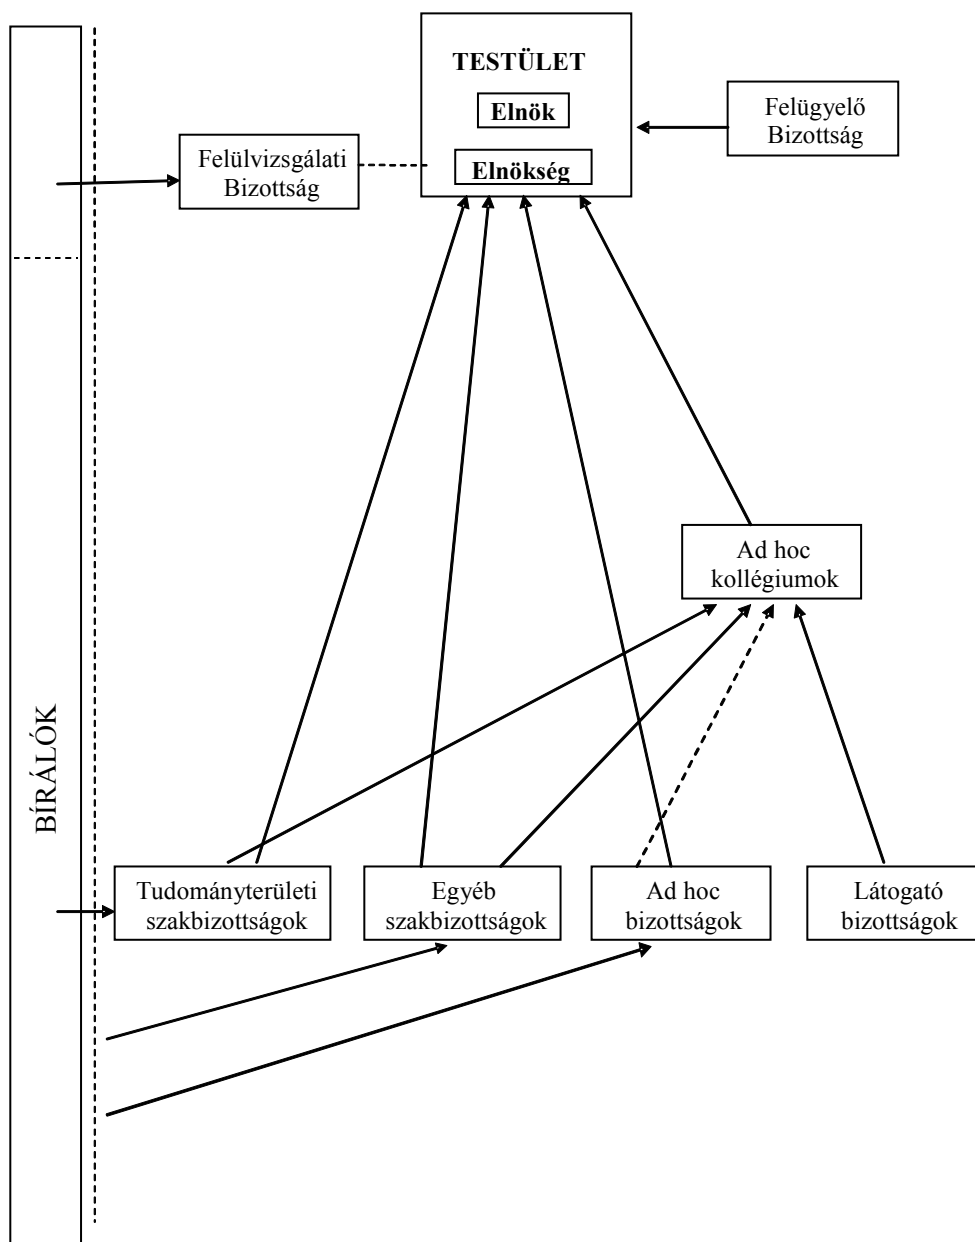 TESTÜLET
Elnök
Elnökség
Felügyelő
Bizottság
Felülvizsgálati
Bizottság
Ad hoc
kollégiumok
BÍRÁLÓK
Tudományterületi
szakbizottságok
Egyéb
szakbizottságok
Ad hoc
bizottságok
Látogató
bizottságok